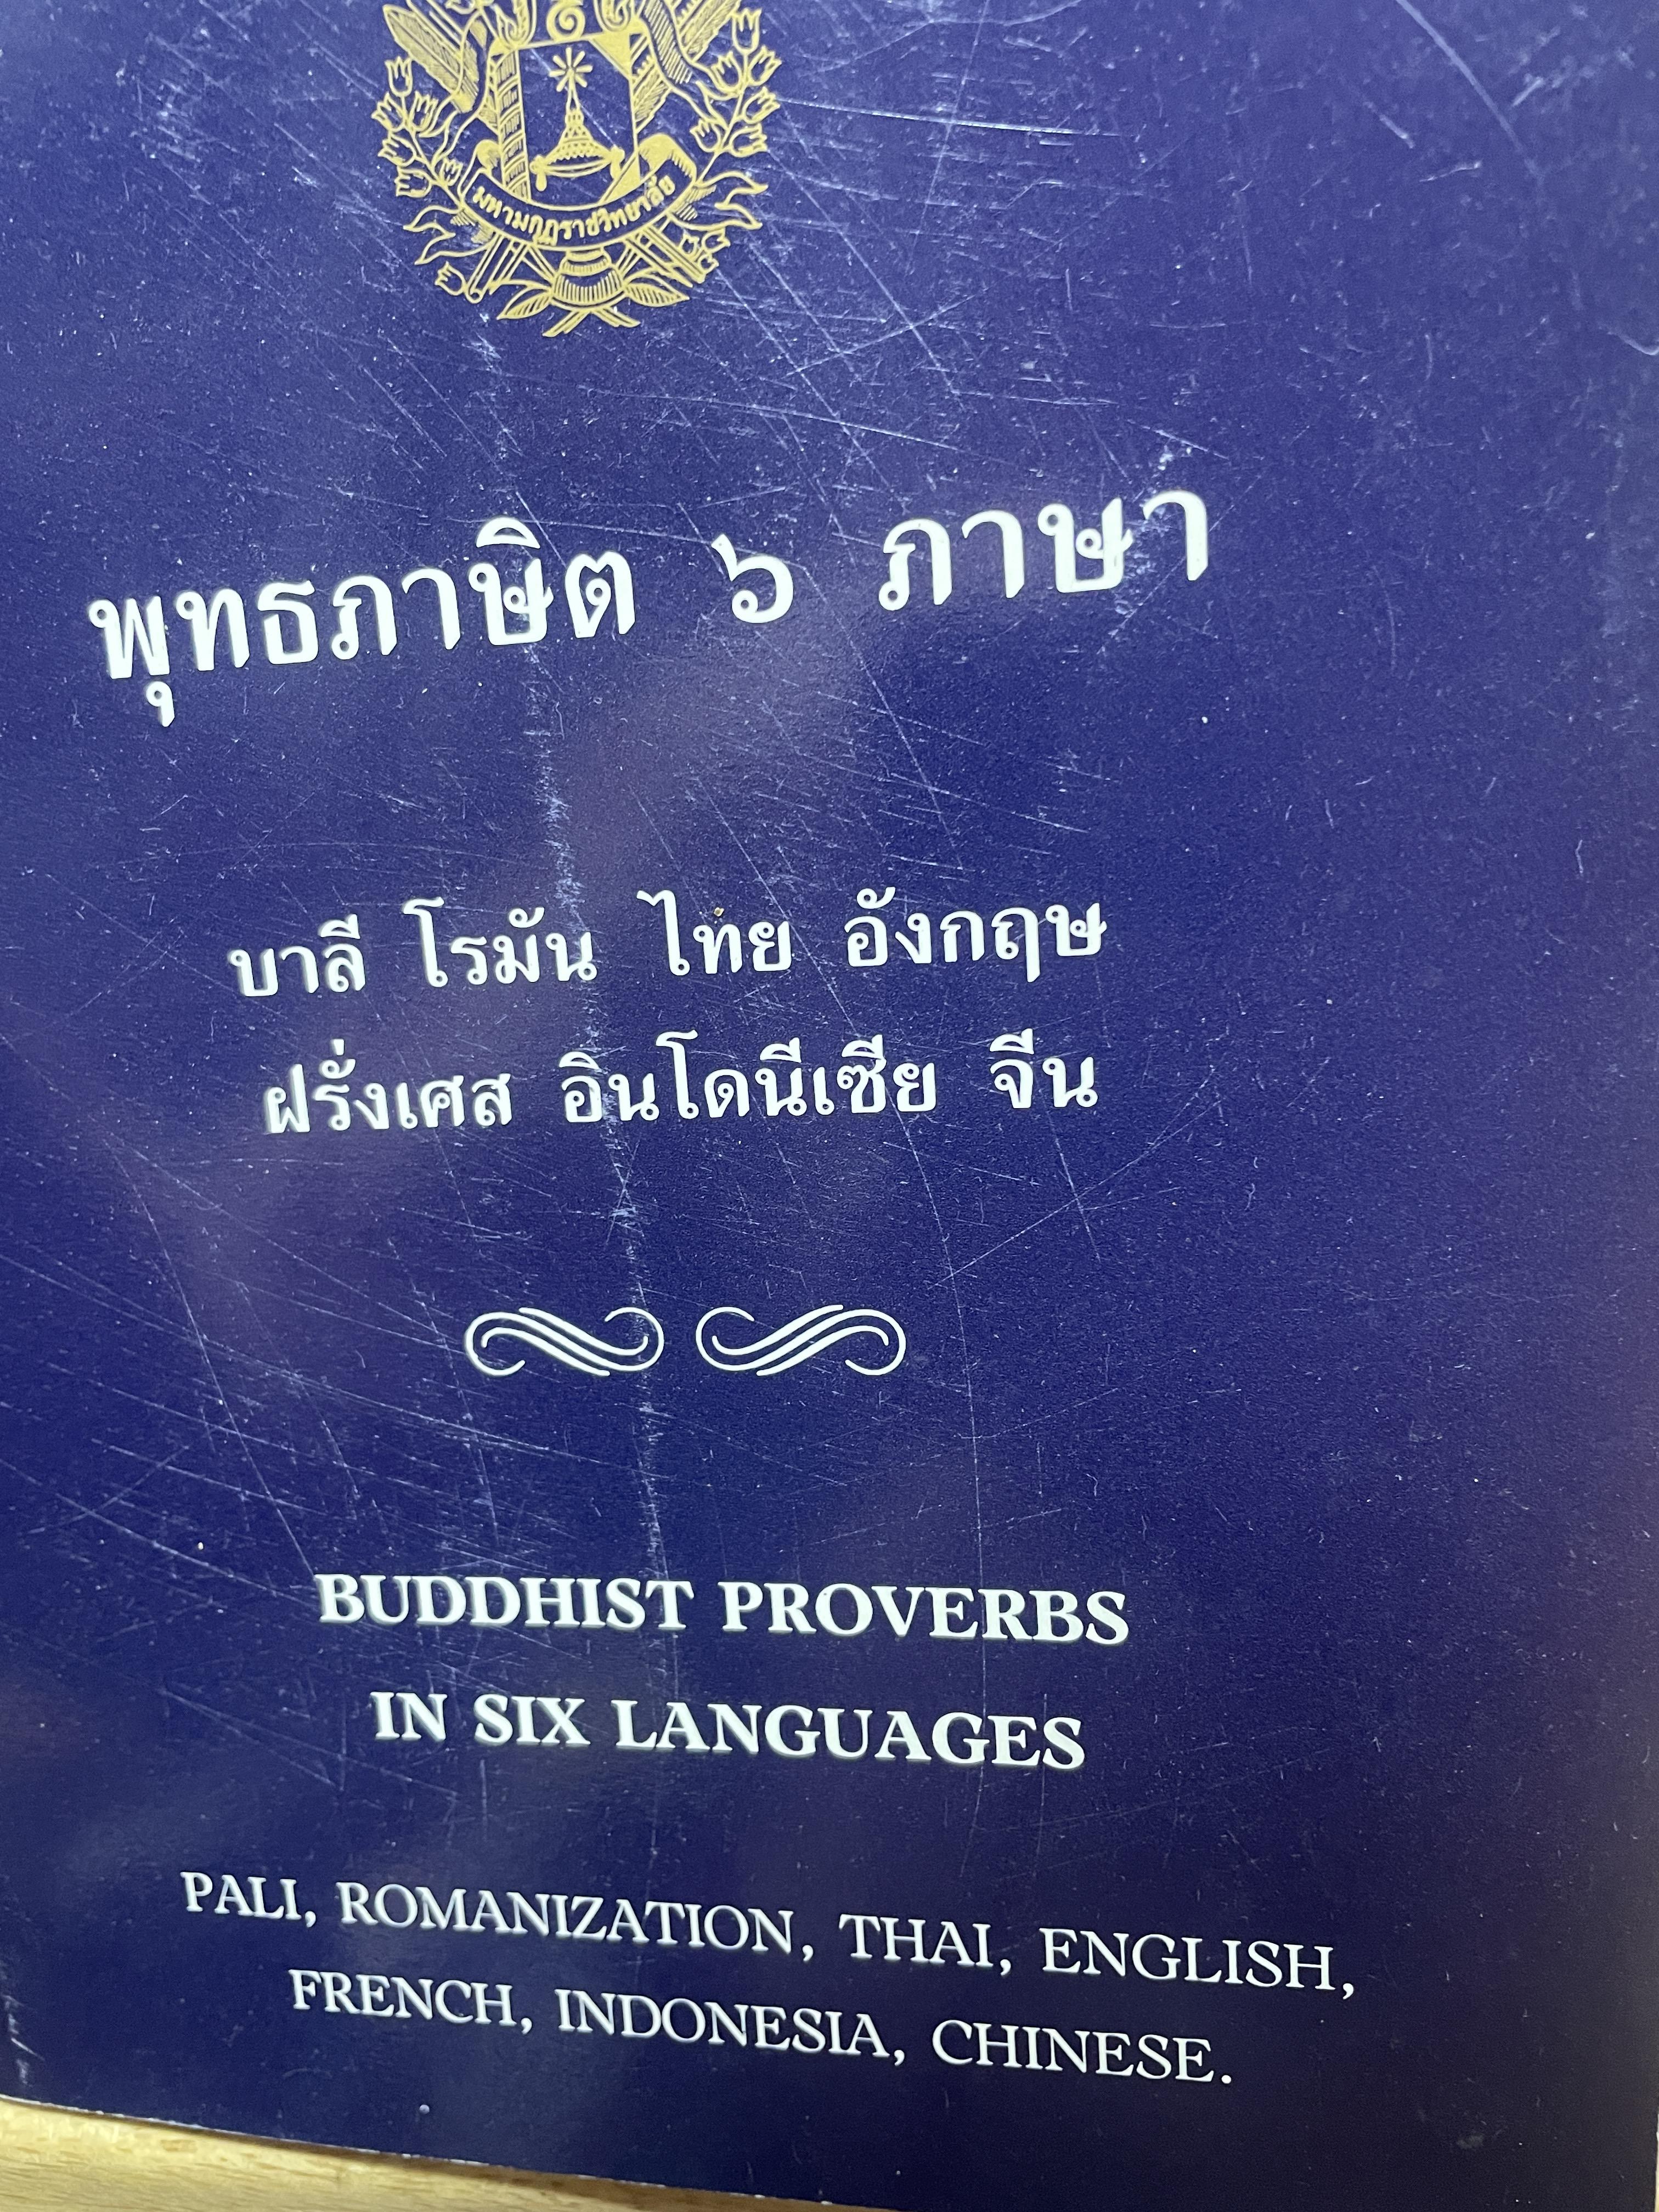 มหามกุฏราชวิทยาลัย
พุทธภาษิต ๖ ภาษา
บาลี โรมัน ไทย อังกฤษ
ฝรั่งเศส อินโดนีเซีย จีน
BUDDHIST PROVERBS
IN SIX LANGUAGES
PALI, ROMANIZATION, THAI, ENGLISH,
FRENCH, INDONESIA, CHINESE.